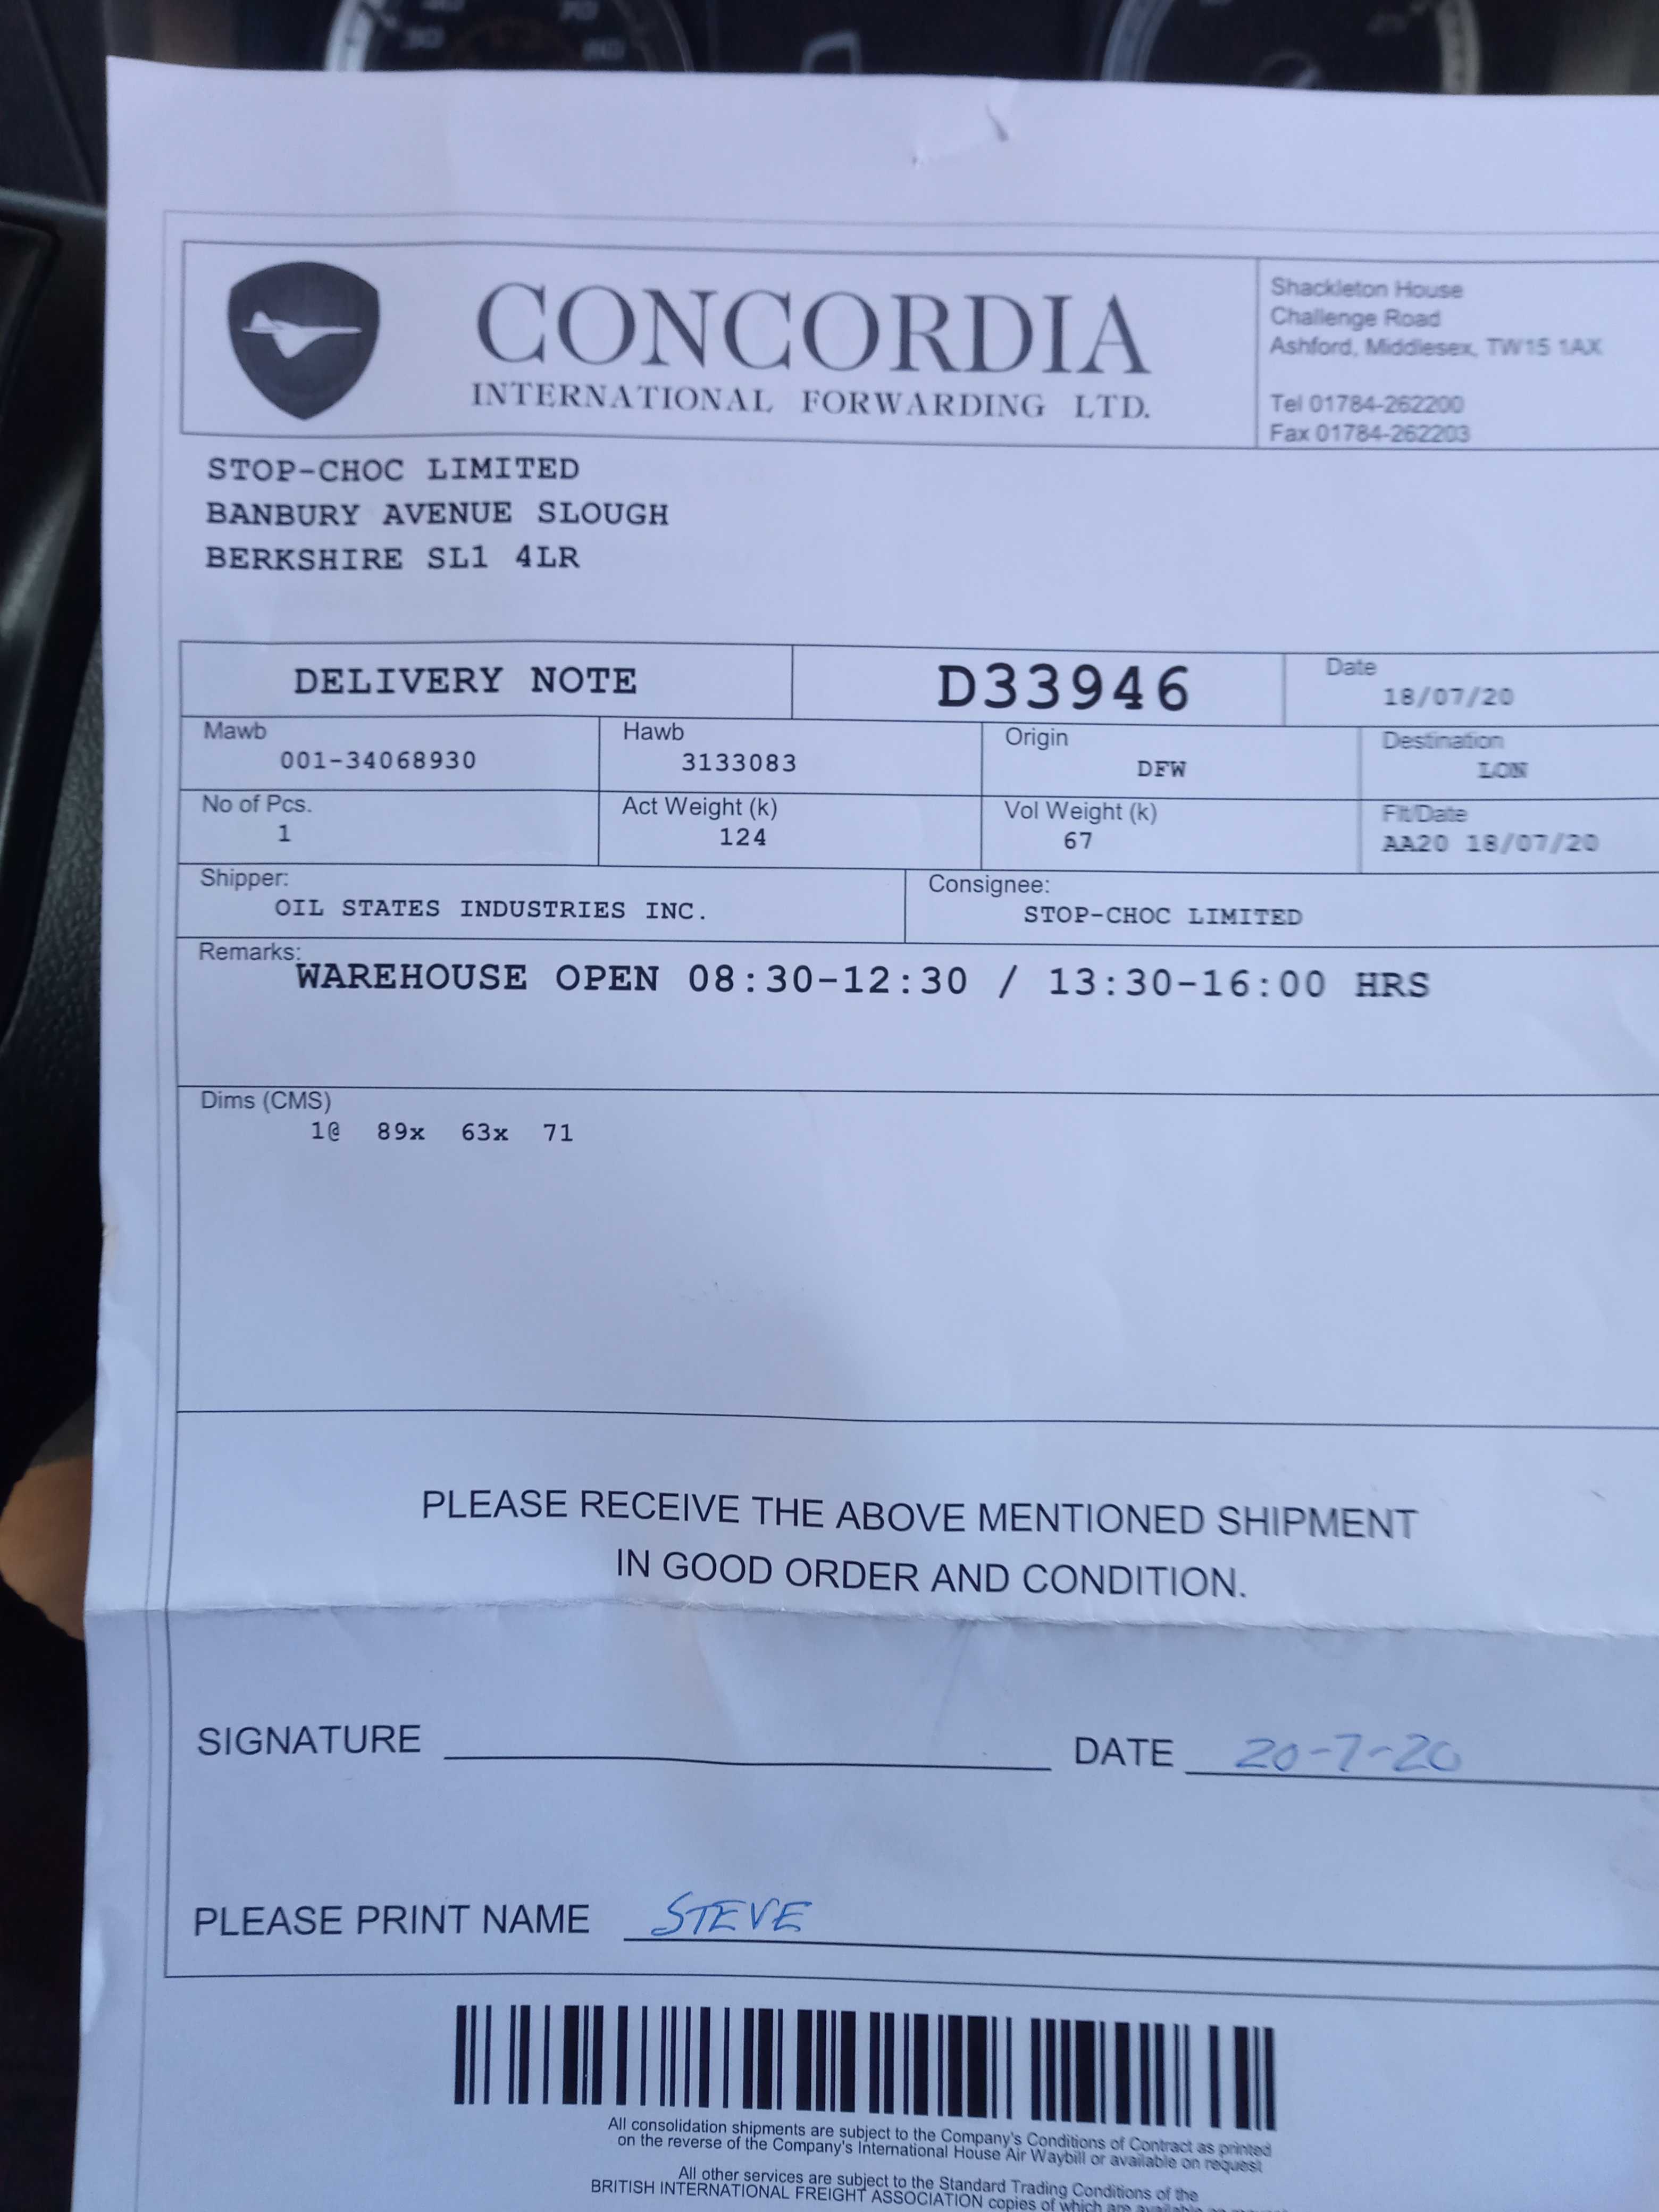 CONCORDIA
INTERNATIONAL FORWARDING LTD.
Shackleton House
Challenge Road
Ashford, Middlesex, TW15 1AX
Tel 01784-262200
Fax 01784-262203
STOP-CHOC LIMITED
BANBURY AVENUE SLOUGH
BERKSHIRE SL1 4LR
DELIVERY NOTE
D33946
Date
18/07/20
Mawb
001-34068930
Hawb
3133083
Origin
DFW
Destination
LON
No of Pcs.
1
Act Weight (k)
124
Vol Weight (k)
67
Flt/Date
AA20 18/07/20
Shipper:
OIL STATES INDUSTRIES INC.
Consignee:
STOP-CHOC LIMITED
Remarks:
WAREHOUSE OPEN 08:30-12:30 / 13:30-16:00 HRS
Dims (CMS)
1@ 89x 63x 71
PLEASE RECEIVE THE ABOVE MENTIONED SHIPMENT
IN GOOD ORDER AND CONDITION.
SIGNATURE
DATE 20-7-20
PLEASE PRINT NAME STEVE
All consolidation shipments are subject to the Company's Conditions of Contract as printed
on the reverse of the Company's International House Air Waybill or available on request
All other services are subject to the Standard Trading Conditions of the
BRITISH INTERNATIONAL FREIGHT ASSOCIATION copies of which are available